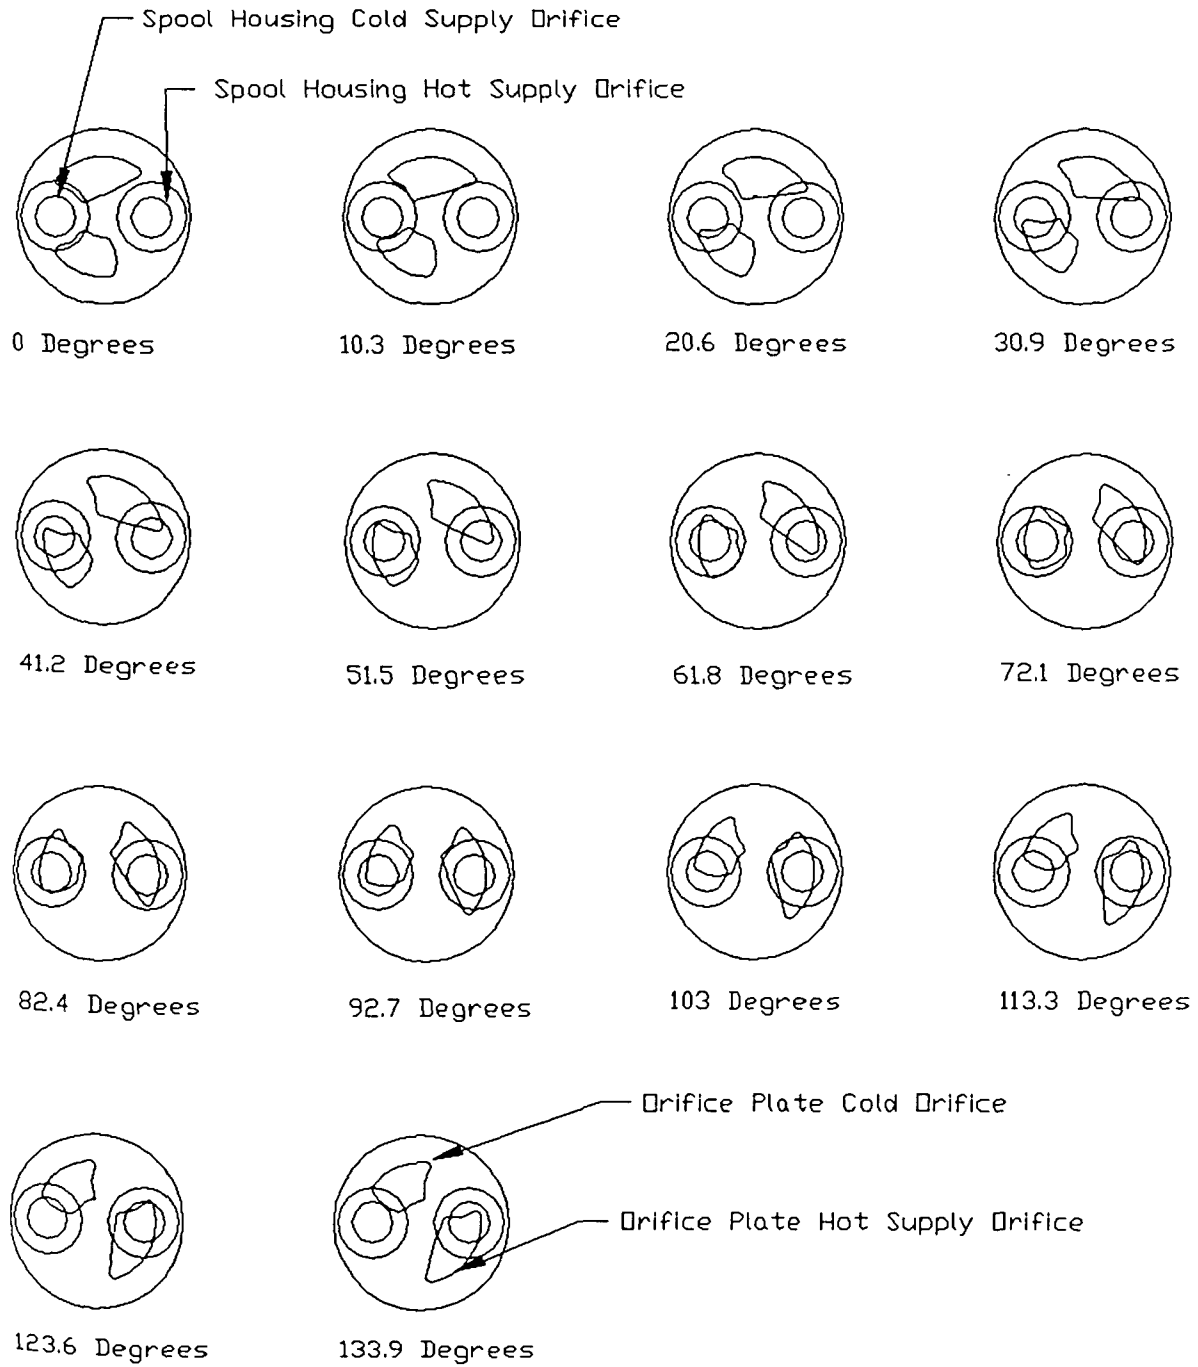 Spool Housing Cold Supply Orifice
Spool Housing Hot Supply Orifice
0 Degrees
10.3 Degrees
20.6 Degrees
30.9 Degrees
41.2 Degrees
51.5 Degrees
61.8 Degrees
72.1 Degrees
82.4 Degrees
92.7 Degrees
103 Degrees
113.3 Degrees
Orifice Plate Cold Orifice
Orifice Plate Hot Supply Orifice
123.6 Degrees
133.9 Degrees